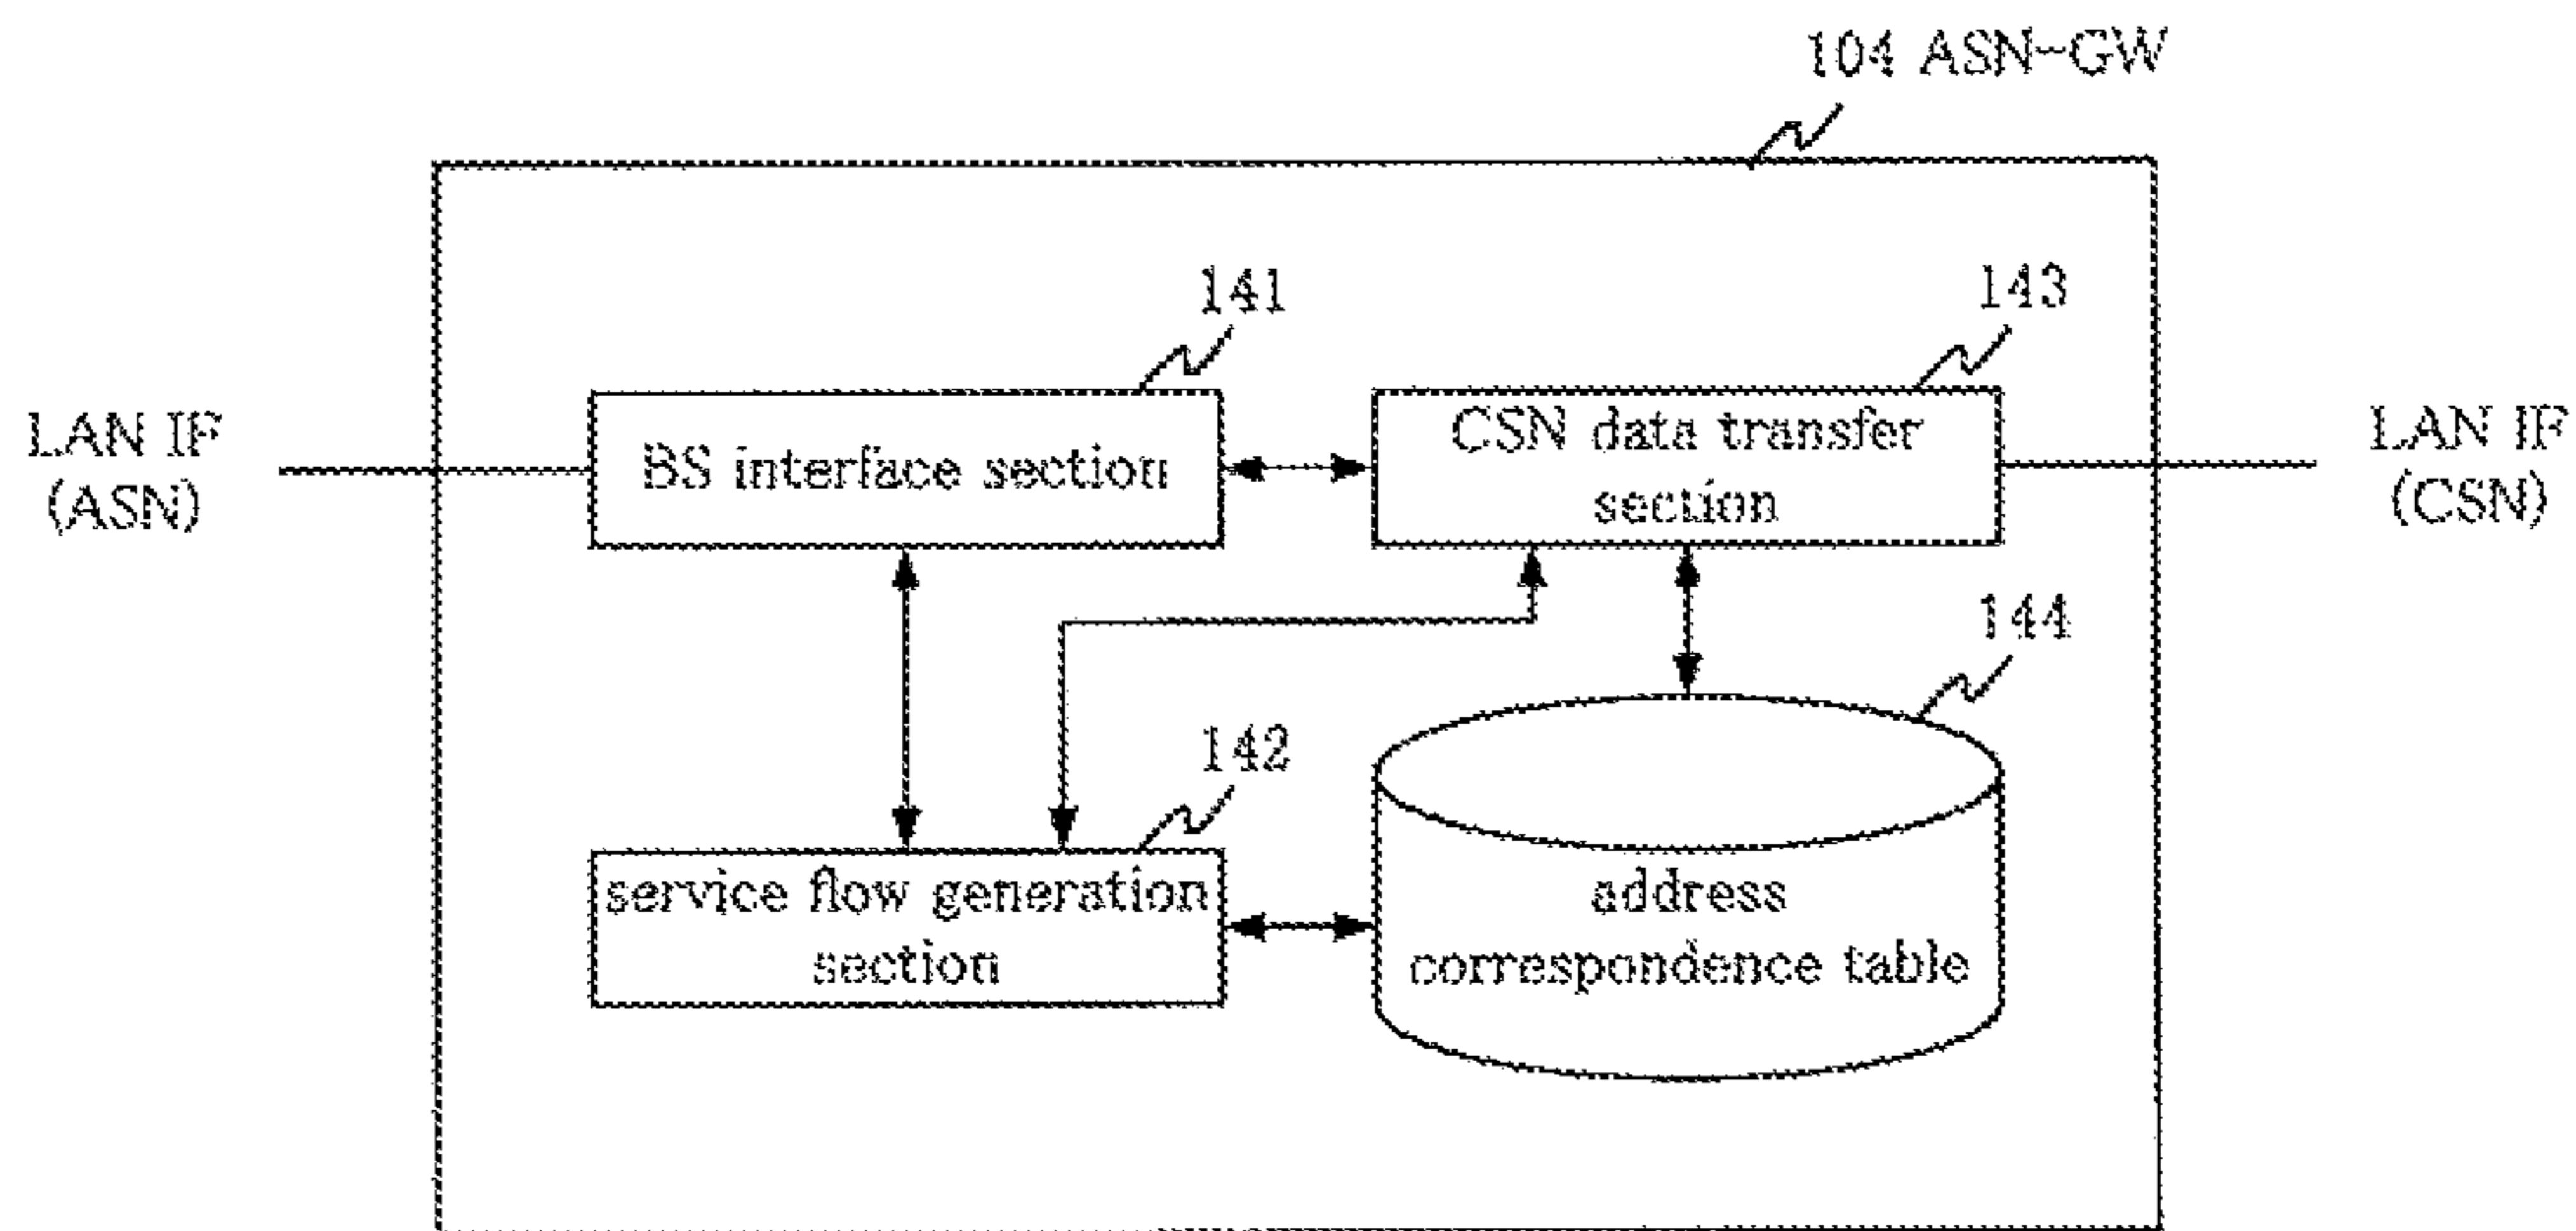 104 ASN-GW
141
143
LAN IF
(ASN)
BS interface section
CSN data transfer
section
LAN IF
(CSN)
144
142
service flow generation
section
address
correspondence table